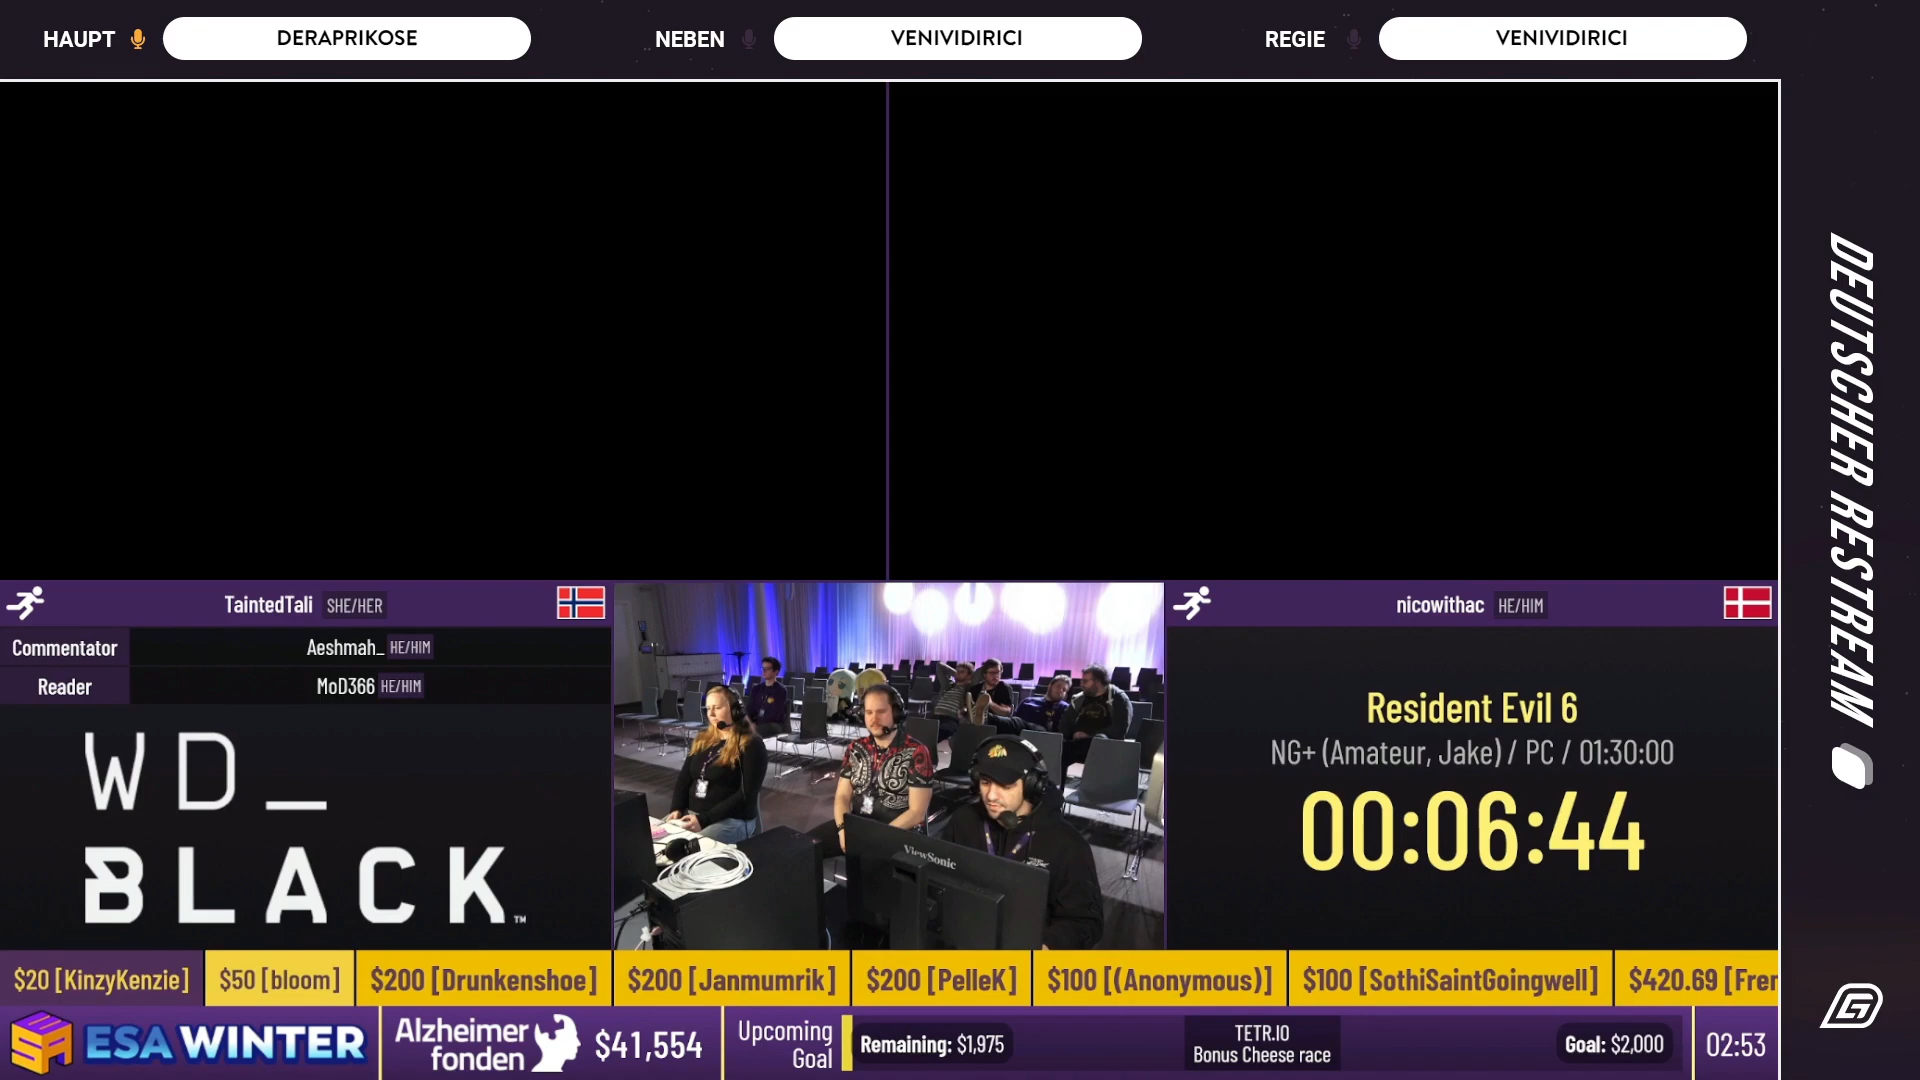 HAUPT
DERAPRIKOSE
NEBEN
VENIVIDIRICI
REGIE
VENIVIDIRICI
TaintedTali SHE/HER
Commentator
Aeshmah_ HE/HIM
Reader
MoD366 HE/HIM
WD_
BLACK™
ViewSonic
nicowithac HE/HIM
Resident Evil 6
NG+ (Amateur, Jake) / PC / 01:30:00
00:06:44
DEUTSCHER RESTREAM
$20 [KinzyKenzie]
$50 [bloom]
$200 [Drunkenshoe]
$200 [Janmumrik]
$200 [PelleK]
$100 [(Anonymous)]
$100 [SothiSaintGoingwell]
$420.69 [Fren
ESA WINTER
Alzheimer
fonden
$41,554
Upcoming
Goal
Remaining: $1,975
TETR.IO
Bonus Cheese race
Goal: $2,000
02:53